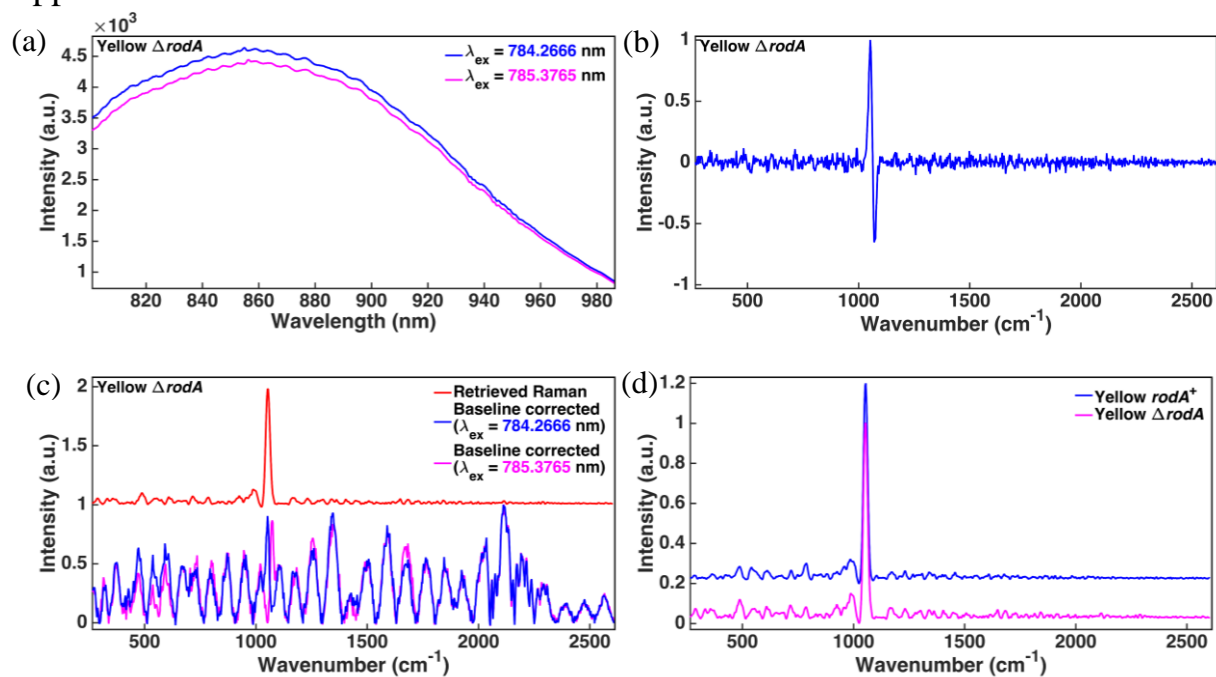 (a)
×10³
Yellow ΔrodA
λex = 784.2666 nm
λex = 785.3765 nm
4.5
4
3.5
3
2.5
2
1.5
1
Intensity (a.u.)
820 840 860 880 900 920 940 960 980
Wavelength (nm)
(b)
Yellow ΔrodA
1
0.5
0
-0.5
-1
Intensity (a.u.)
500 1000 1500 2000 2500
Wavenumber (cm⁻¹)
(c)
Yellow ΔrodA
Retrieved Raman
Baseline corrected
(λex = 784.2666 nm)
Baseline corrected
(λex = 785.3765 nm)
2
1.5
1
0.5
0
Intensity (a.u.)
500 1000 1500 2000 2500
Wavenumber (cm⁻¹)
(d)
Yellow rodA⁺
Yellow ΔrodA
1.2
1
0.8
0.6
0.4
0.2
0
Intensity (a.u.)
500 1000 1500 2000 2500
Wavenumber (cm⁻¹)